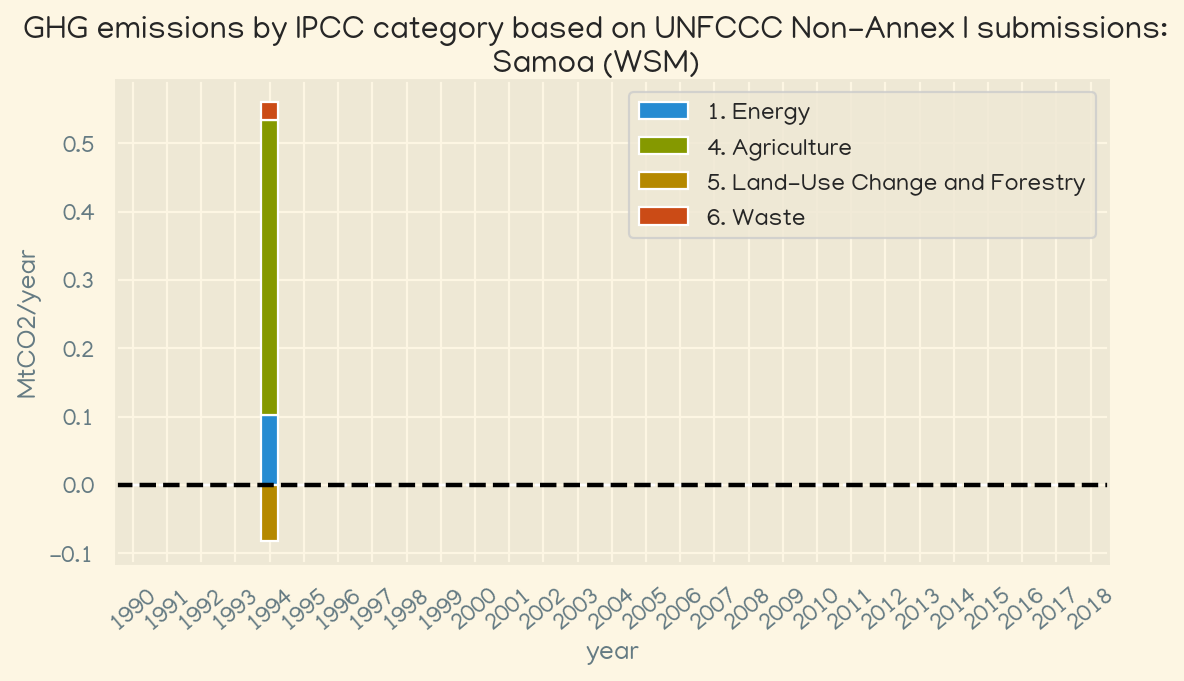 GHG emissions by IPCC category based on UNFCCC Non-Annex I submissions:
Samoa (WSM)
1. Energy
4. Agriculture
5. Land-Use Change and Forestry
6. Waste
MtCO2/year
0.5
0.4
0.3
0.2
0.1
0.0
−0.1
1990 1991 1992 1993 1994 1995 1996 1997 1998 1999 2000 2001 2002 2003 2004 2005 2006 2007 2008 2009 2010 2011 2012 2013 2014 2015 2016 2017 2018
year